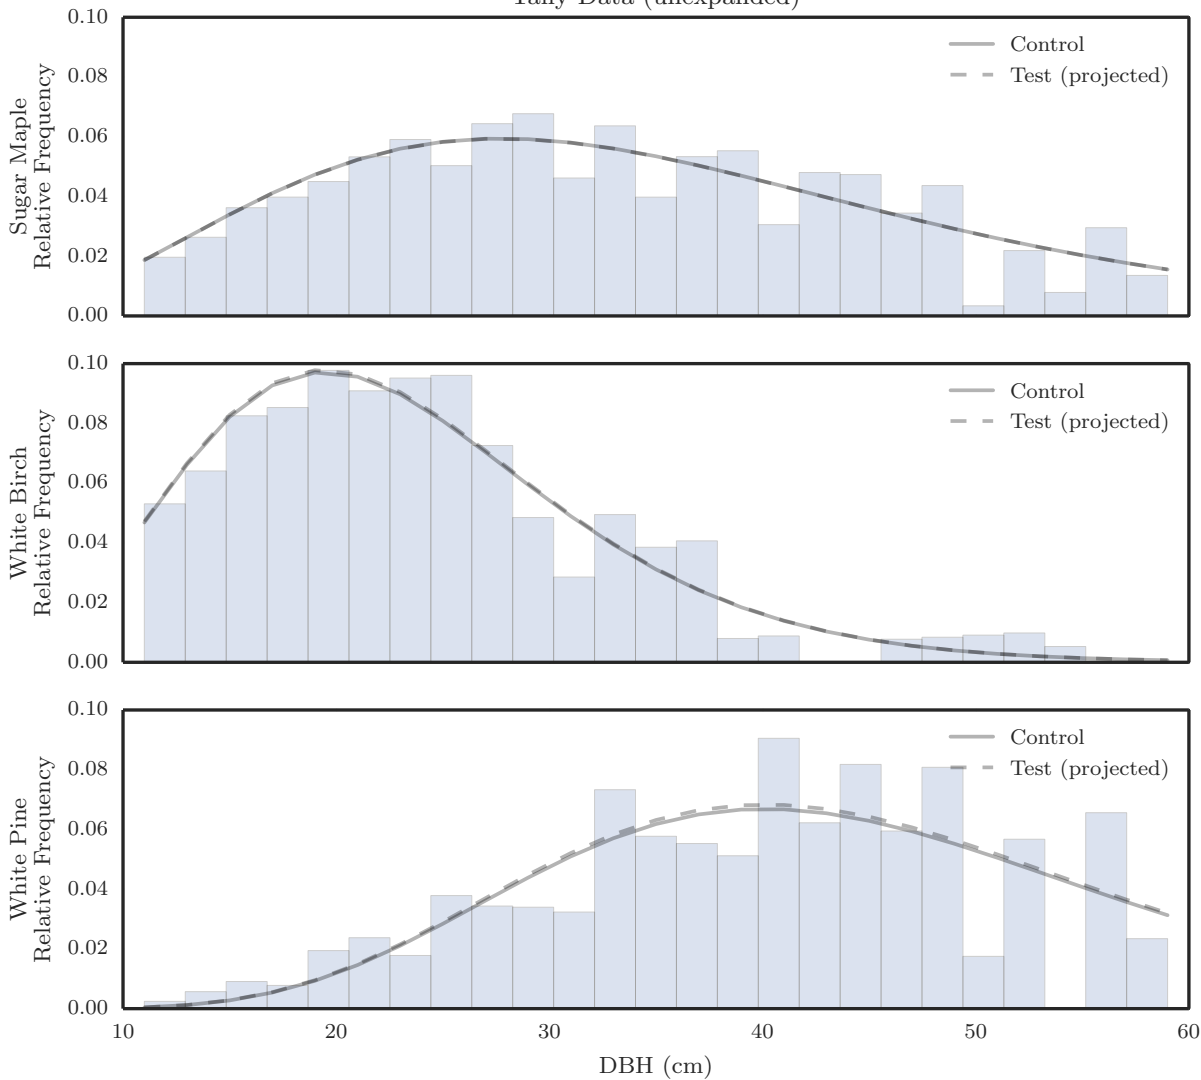 Tally Data (unexpanded)
0.10
0.08
0.06
0.04
0.02
0.00
Sugar Maple
Relative Frequency
Control
Test (projected)
0.10
0.08
0.06
0.04
0.02
0.00
White Birch
Relative Frequency
Control
Test (projected)
0.10
0.08
0.06
0.04
0.02
0.00
White Pine
Relative Frequency
Control
Test (projected)
10 20 30 40 50 60
DBH (cm)